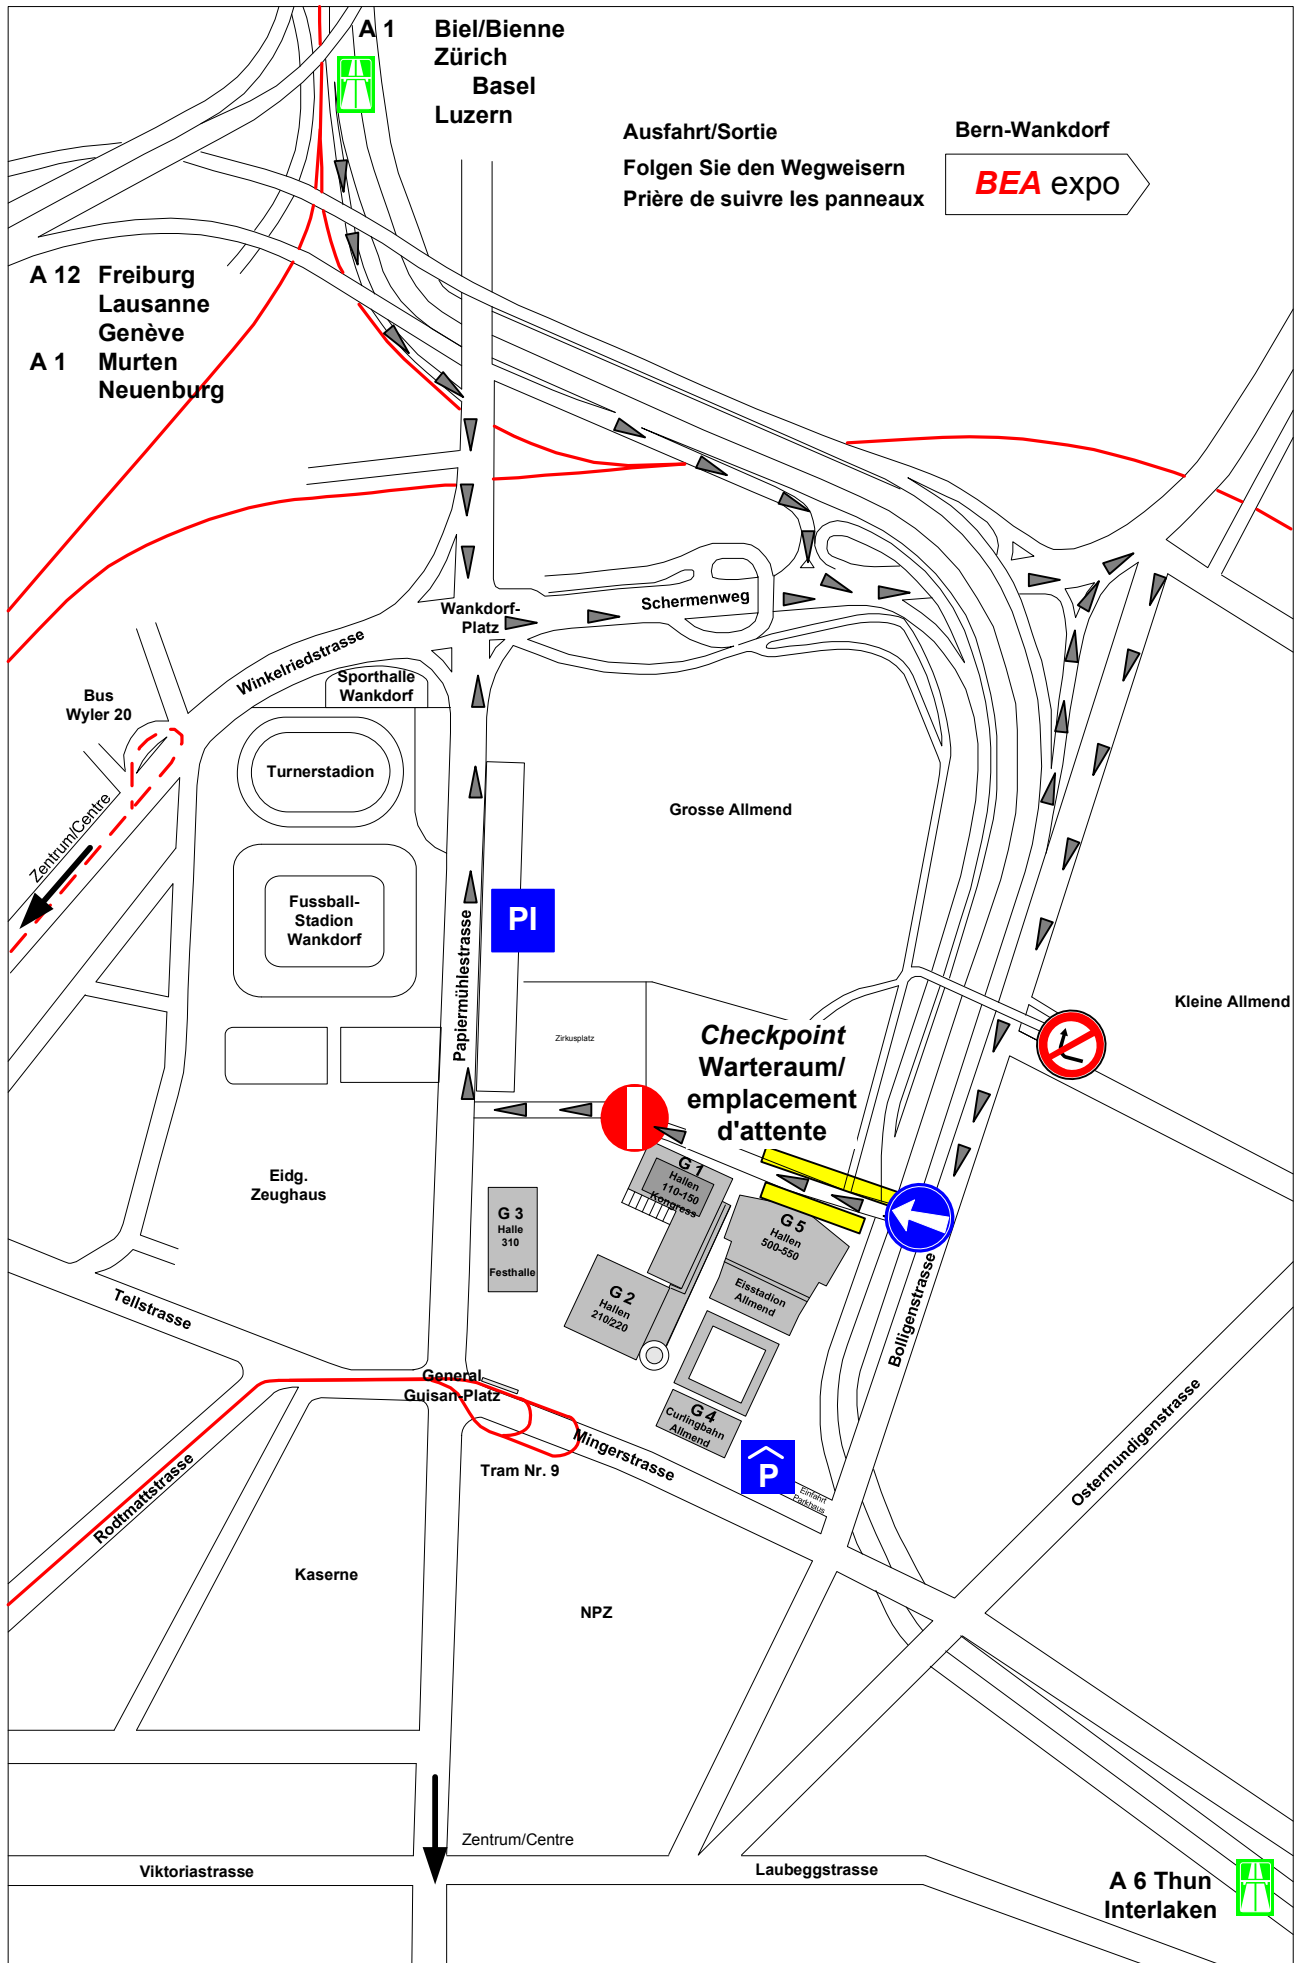 A 1 Biel/Bienne
Zürich
Basel
Luzern
Ausfahrt/Sortie Bern-Wankdorf
Folgen Sie den Wegweisern
Prière de suivre les panneaux
BEA expo
A 12 Freiburg
Lausanne
Genève
A 1 Murten
Neuenburg
Schermenweg
Wankdorf-
Platz
Winkelriedstrasse
Sporthalle
Wankdorf
Bus
Wyler 20
Turnerstadion
Zentrum/Centre
Grosse Allmend
Fussball-
Stadion
Wankdorf
PI
Papiermühlestrasse
Kleine Allmend
Zirkusplatz
Checkpoint
Warteraum/
emplacement
d'attente
Eidg.
Zeughaus
G 1
Hallen
110-150
Kongress
G 3
Halle
310
Festhalle
G 5
Hallen
500-550
G 2
Hallen
210/220
Eisstadion
Allmend
Bolligenstrasse
Tellstrasse
General
Guisan-Platz
G 4
Curlingbahn
Allmend
Mingerstrasse
Tram Nr. 9
P
Einfahrt
Parkhaus
Ostermundigenstrasse
Rodtmattstrasse
Kaserne
NPZ
Zentrum/Centre
Viktoriastrasse
Laubeggstrasse
A 6 Thun
Interlaken